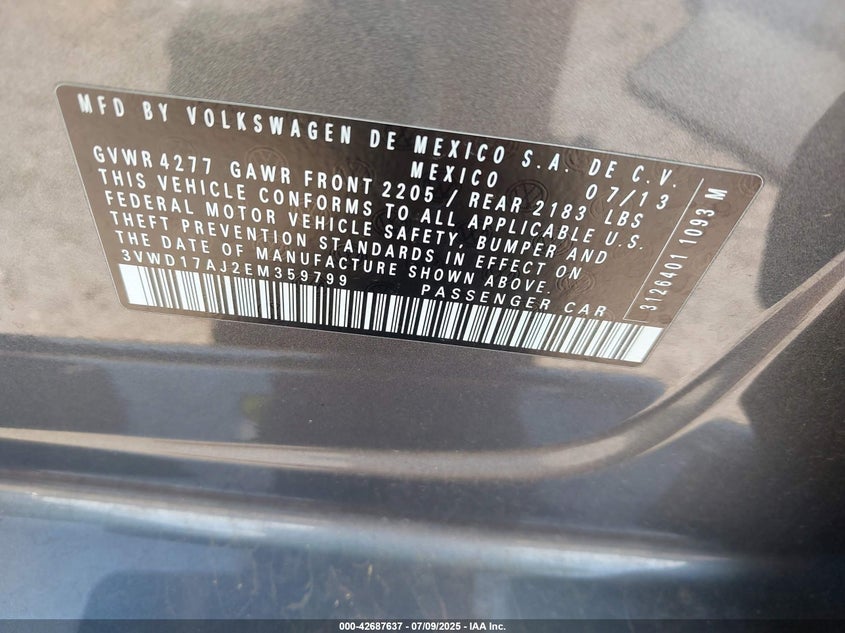 MFD BY VOLKSWAGEN DE MEXICO S.A. DE C.V.
MEXICO 07/13
GVWR 4277 GAWR FRONT 2205 / REAR 2183 LBS
THIS VEHICLE CONFORMS TO ALL APPLICABLE U.S.
FEDERAL MOTOR VEHICLE SAFETY, BUMPER AND
THEFT PREVENTION STANDARDS IN EFFECT ON
THE DATE OF MANUFACTURE SHOWN ABOVE.
3VWD17AJ2EM359799 PASSENGER CAR
3126401 1093 M
000-42687637 - 07/09/2025 - IAA Inc.